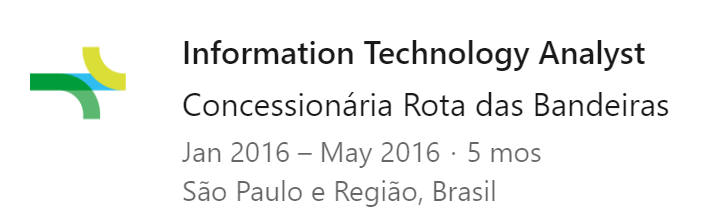 Information Technology Analyst
Concessionária Rota das Bandeiras
Jan 2016 – May 2016 · 5 mos
São Paulo e Região, Brasil